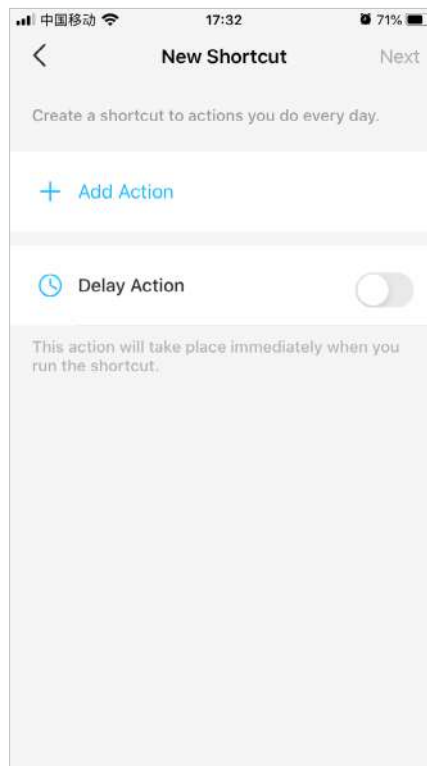 中国移动 17:32 71%
New Shortcut Next
Create a shortcut to actions you do every day.
Add Action
Delay Action
This action will take place immediately when you
run the shortcut.